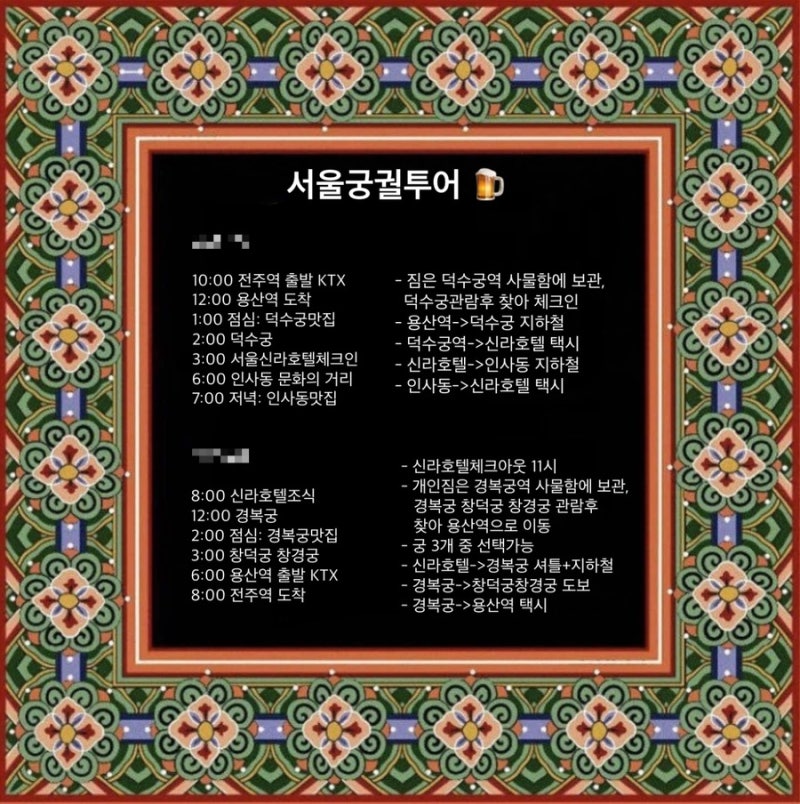 서울궁궐투어 🍺
10:00 전주역 출발 KTX
12:00 용산역 도착
1:00 점심: 덕수궁맛집
2:00 덕수궁
3:00 서울신라호텔체크인
6:00 인사동 문화의 거리
7:00 저녁: 인사동맛집
- 짐은 덕수궁역 사물함에 보관,
덕수궁관람후 찾아 체크인
- 용산역->덕수궁 지하철
- 덕수궁역->신라호텔 택시
- 신라호텔->인사동 지하철
- 인사동->신라호텔 택시
8:00 신라호텔조식
12:00 경복궁
2:00 점심: 경복궁맛집
3:00 창덕궁 창경궁
6:00 용산역 출발 KTX
8:00 전주역 도착
- 신라호텔체크아웃 11시
- 개인짐은 경복궁역 사물함에 보관,
경복궁 창덕궁 창경궁 관람후
찾아 용산역으로 이동
- 궁 3개 중 선택가능
- 신라호텔->경복궁 셔틀+지하철
- 경복궁->창덕궁창경궁 도보
- 경복궁->용산역 택시